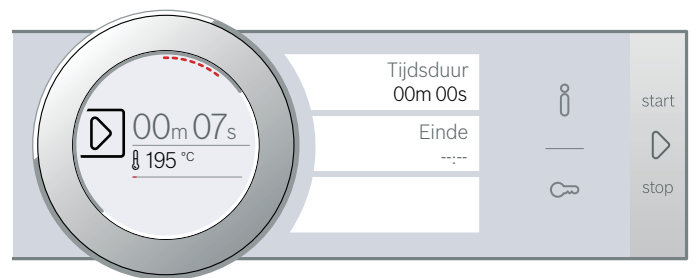 00m 07s
195 °C
Tijdsduur
00m 00s
Einde
--:--
start
stop